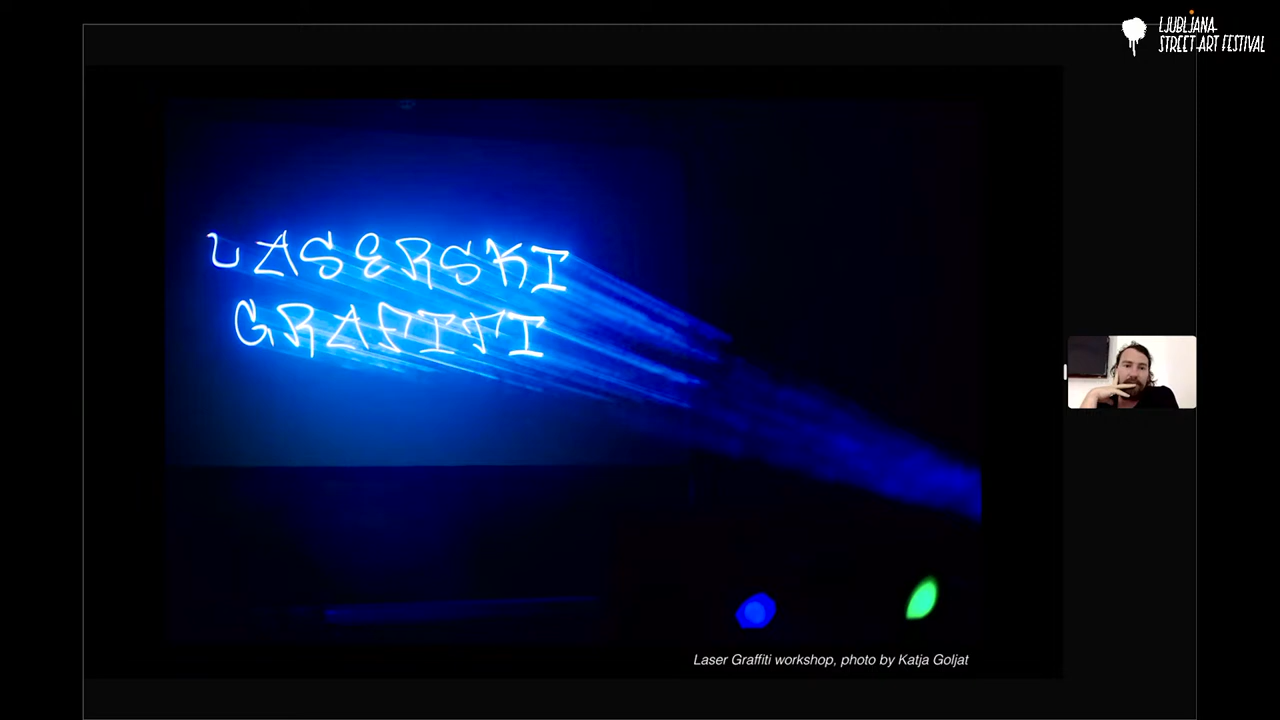 LJUBLJANA
STREET ART FESTIVAL
LASERSKI
GRAFITI
Laser Graffiti workshop, photo by Katja Goljat